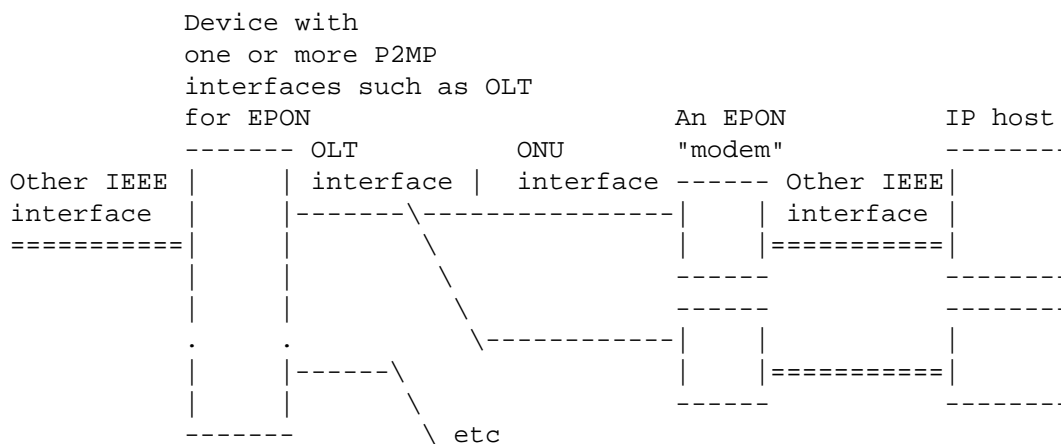 Device with
one or more P2MP
interfaces such as OLT
for EPON An EPON IP host
------- OLT ONU "modem" --------
Other IEEE | | interface | interface ------ Other IEEE|
interface | |-------\----------------| | interface |
===========| | \ | |===========|
| | \ ------ --------
| | \ ------ --------
. . \------------| | |
| |------\ | |===========|
| | \ ------ --------
------- \ etc